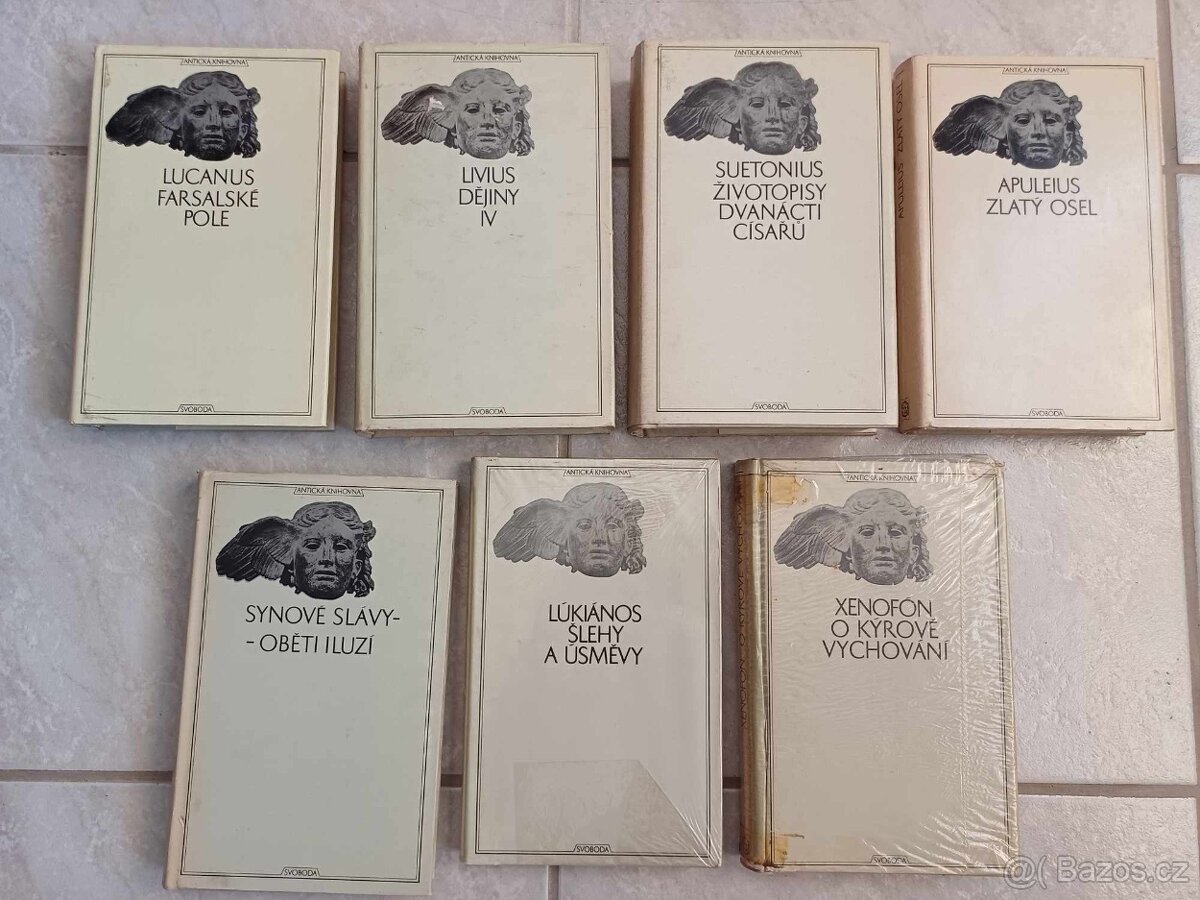 ANTICKÁ KNIHOVNA
LUCANUS
FARSALSKÉ
POLE
SVOBODA
ANTICKÁ KNIHOVNA
LIVIUS
DĚJINY
IV
SVOBODA
ANTICKÁ KNIHOVNA
SUETONIUS
ŽIVOTOPISY
DVANÁCTI
CÍSAŘŮ
SVOBODA
APULEIUS ZLATÝ OSEL
ANTICKÁ KNIHOVNA
APULEIUS
ZLATÝ OSEL
SVOBODA
ANTICKÁ KNIHOVNA
SYNOVÉ SLÁVY-
- OBĚTI ILUZÍ
SVOBODA
ANTICKÁ KNIHOVNA
LÚKIÁNOS
ŠLEHY
A ÚSMĚVY
SVOBODA
XENOFÓN O KÝROVĚ VYCHOVÁNÍ
ANTICKÁ KNIHOVNA
XENOFÓN
O KÝROVĚ
VYCHOVÁNÍ
SVOBODA
@( Bazos.cz